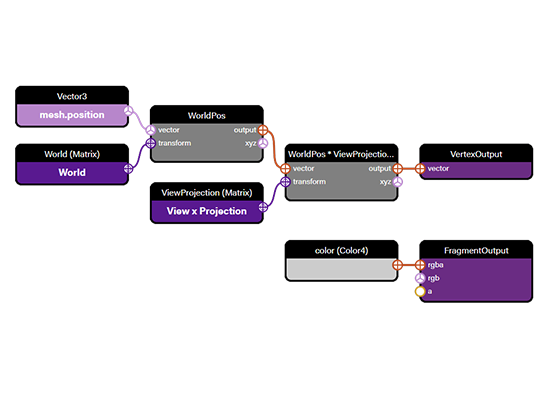 Vector3
mesh.position
World (Matrix)
World
WorldPos
vector output
transform xyz
ViewProjection (Matrix)
View x Projection
WorldPos * ViewProjectio...
vector output
transform xyz
VertexOutput
vector
color (Color4)
FragmentOutput
rgba
rgb
a